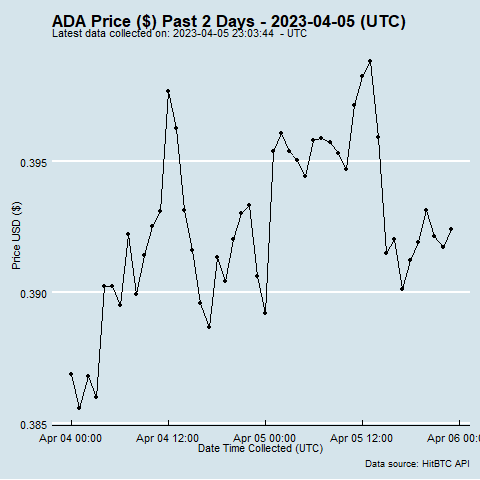 ADA Price ($) Past 2 Days - 2023-04-05 (UTC)
Latest data collected on: 2023-04-05 23:03:44 - UTC
0.395
0.390
0.385
Price USD ($)
Apr 04 00:00 Apr 04 12:00 Apr 05 00:00 Apr 05 12:00 Apr 06 00:00
Date Time Collected (UTC)
Data source: HitBTC API